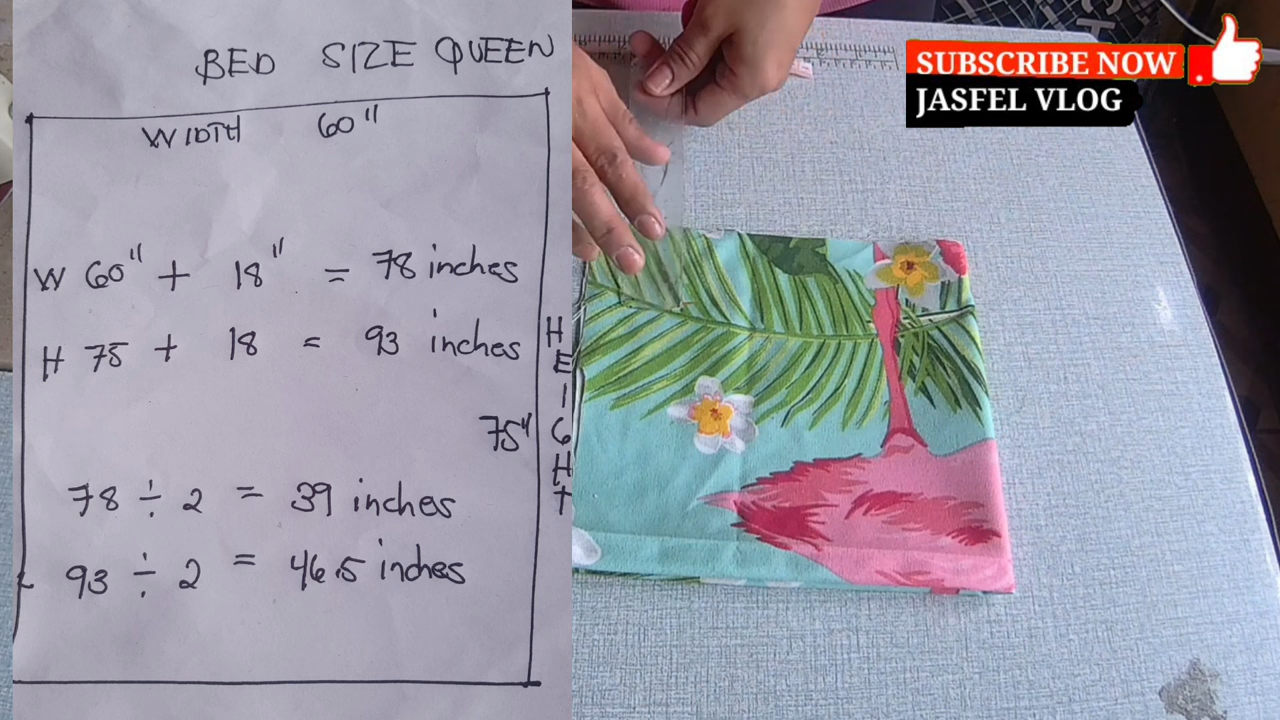 BED SIZE QUEEN
WIDTH 60"
W 60" + 18" = 78 inches
H 75 + 18 = 93 inches
75"
HEIGHT
78 ÷ 2 = 39 inches
93 ÷ 2 = 46.5 inches
SUBSCRIBE NOW
JASFEL VLOG